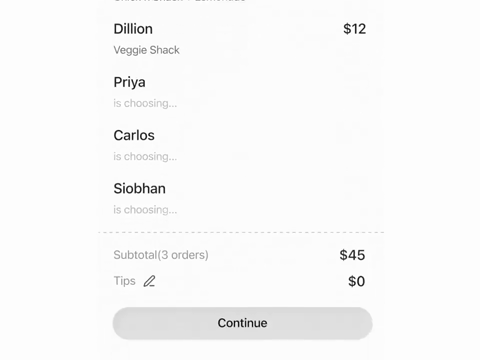 Dillion
$12
Veggie Shack
Priya
is choosing...
Carlos
is choosing...
Siobhan
is choosing...
Subtotal(3 orders)
$45
Tips
$0
Continue